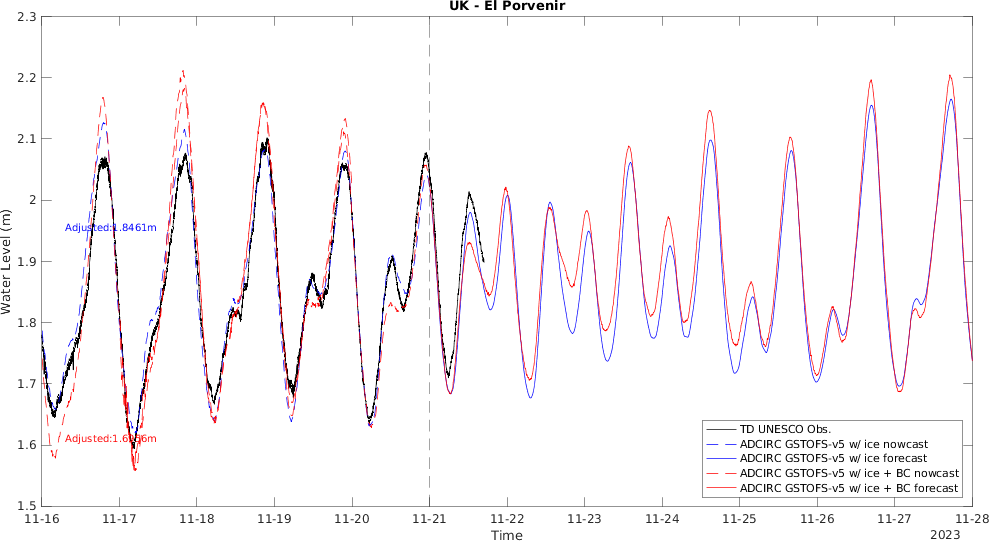 UK - El Porvenir
2.3
2.2
2.1
2
1.9
1.8
1.7
1.6
1.5
Water Level (m)
Adjusted:1.8461m
TD UNESCO Obs.
ADCIRC GSTOFS-v5 w/ ice nowcast
ADCIRC GSTOFS-v5 w/ ice forecast
ADCIRC GSTOFS-v5 w/ ice + BC nowcast
ADCIRC GSTOFS-v5 w/ ice + BC forecast
11-16 11-17 11-18 11-19 11-20 11-21 11-22 11-23 11-24 11-25 11-26 11-27 11-28
Time
2023